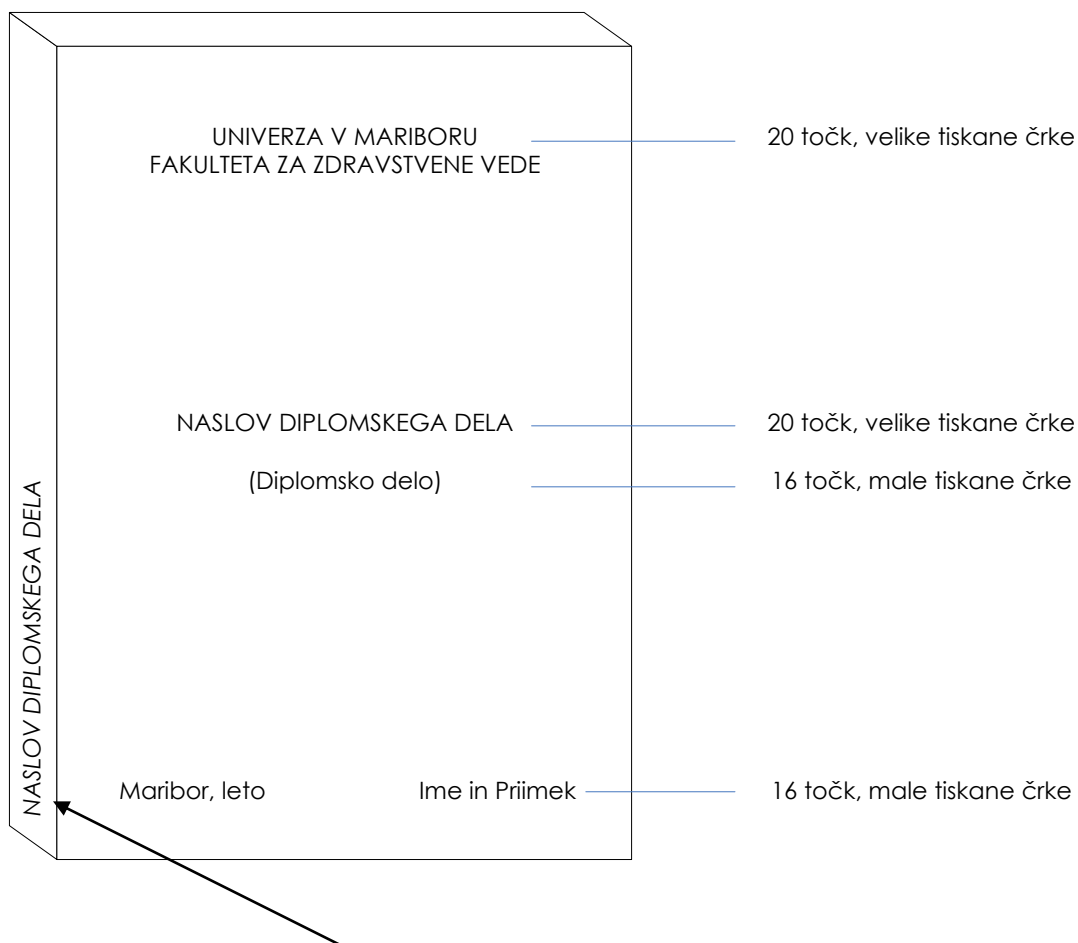 UNIVERZA V MARIBORU
FAKULTETA ZA ZDRAVSTVENE VEDE
20 točk, velike tiskane črke
NASLOV DIPLOMSKEGA DELA
20 točk, velike tiskane črke
(Diplomsko delo)
16 točk, male tiskane črke
NASLOV DIPLOMSKEGA DELA
Maribor, leto
Ime in Priimek
16 točk, male tiskane črke